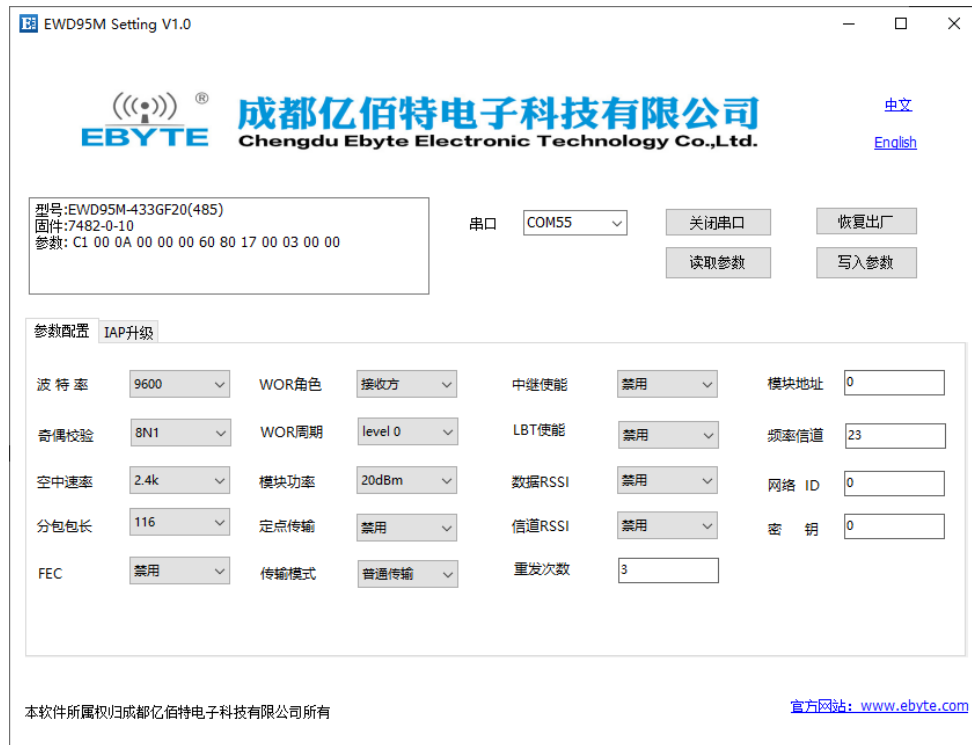 EWD95M Setting V1.0
EBYTE ®
成都亿佰特电子科技有限公司
Chengdu Ebyte Electronic Technology Co.,Ltd.
中文
English
型号:EWD95M-433GF20(485)
固件:7482-0-10
参数: C1 00 0A 00 00 00 60 80 17 00 03 00 00
串口 COM55 关闭串口 恢复出厂
读取参数 写入参数
参数配置 IAP升级
波 特 率 9600 WOR角色 接收方 中继使能 禁用 模块地址 0
奇偶校验 8N1 WOR周期 level 0 LBT使能 禁用 频率信道 23
空中速率 2.4k 模块功率 20dBm 数据RSSI 禁用 网络 ID 0
分包包长 116 定点传输 禁用 信道RSSI 禁用 密 钥 0
FEC 禁用 传输模式 普通传输 重发次数 3
本软件所属权归成都亿佰特电子科技有限公司所有
官方网站：www.ebyte.com